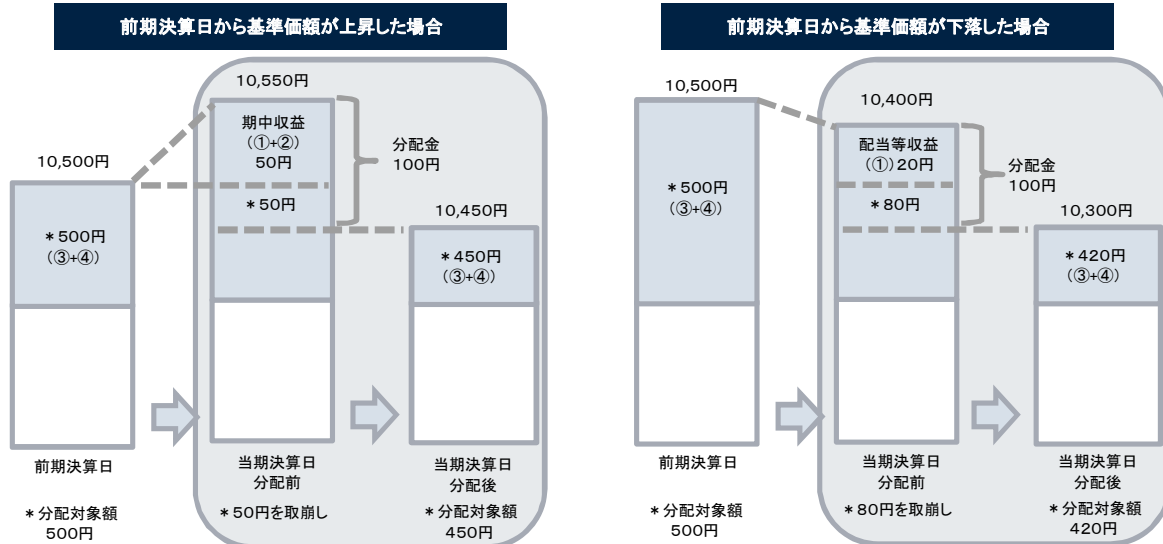 前期決算日から基準価額が上昇した場合
10,550円
期中収益
(①+②)
50円
分配金
100円
10,500円
*50円
10,450円
*500円
(③+④)
*450円
(③+④)
前期決算日
当期決算日
分配前
当期決算日
分配後
*分配対象額
500円
*50円を取崩し
*分配対象額
450円
前期決算日から基準価額が下落した場合
10,500円
10,400円
配当等収益
(①)20円
分配金
100円
*500円
(③+④)
*80円
10,300円
*420円
(③+④)
前期決算日
当期決算日
分配前
当期決算日
分配後
*分配対象額
500円
*80円を取崩し
*分配対象額
420円